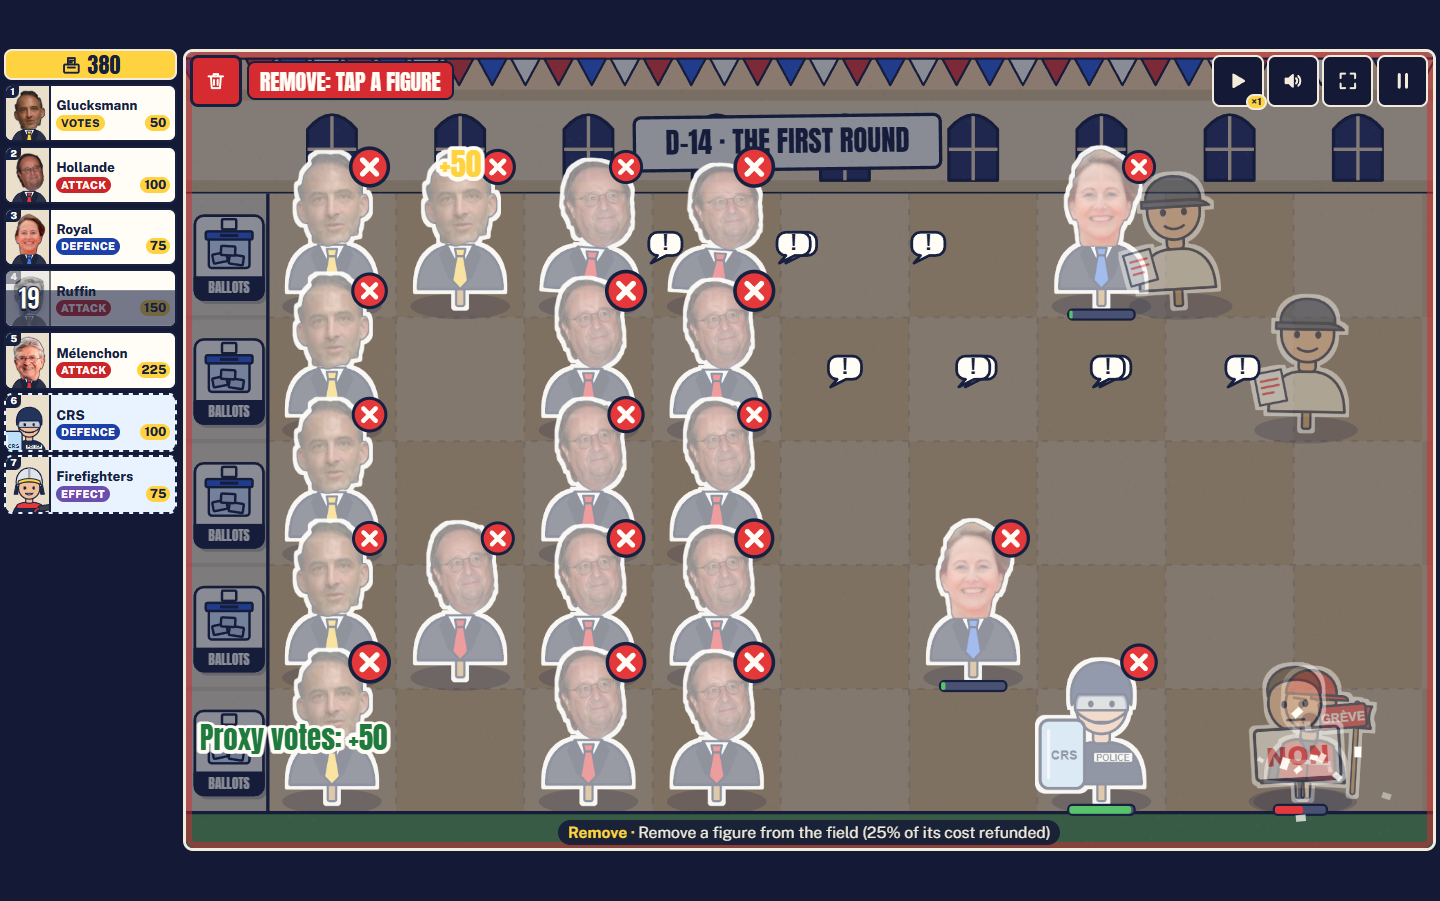 380
REMOVE: TAP A FIGURE
×1
1
Glucksmann
VOTES 50
2
Hollande
ATTACK 100
3
Royal
DEFENCE 75
4
19
Ruffin
ATTACK 150
5
Mélenchon
ATTACK 225
6
CRS
DEFENCE 100
CRS
7
Firefighters
EFFECT 75
D-14 · THE FIRST ROUND
+50
!
!
!
BALLOTS
!
!
!
!
BALLOTS
BALLOTS
BALLOTS
GRÈVE
Proxy votes: +50
NON
CRS
POLICE
BALLOTS
Remove · Remove a figure from the field (25% of its cost refunded)